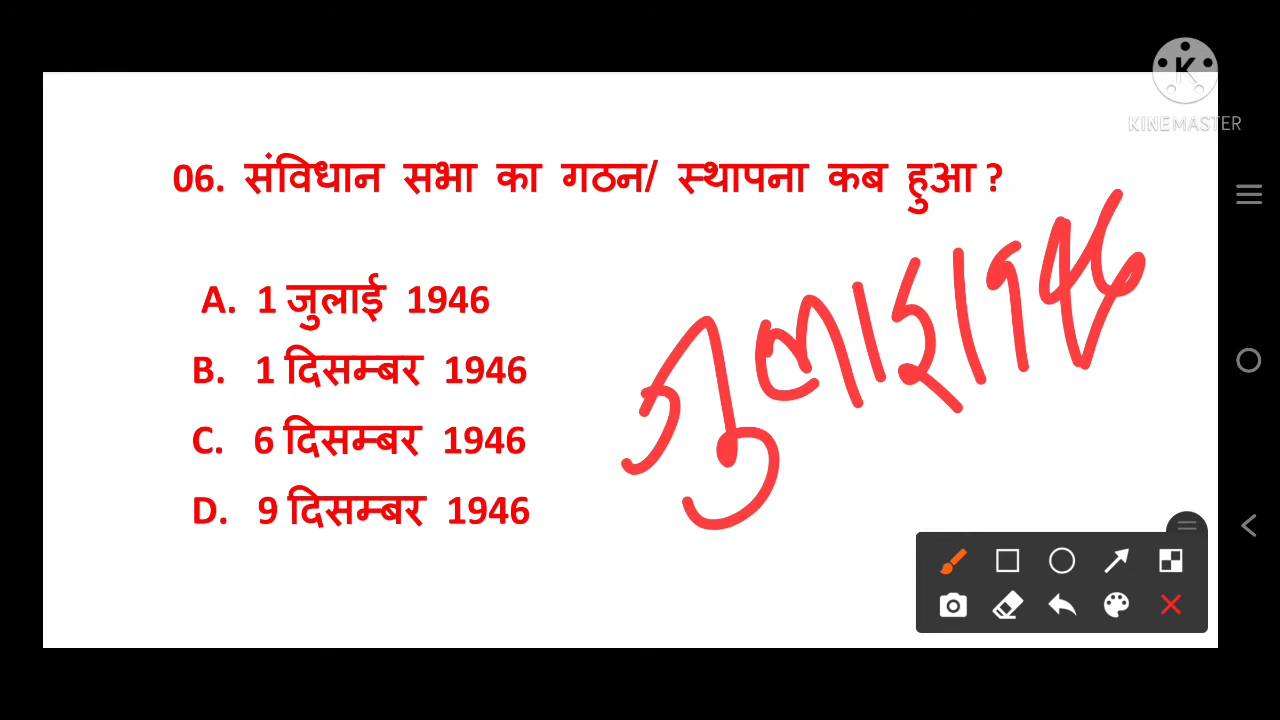 KINEMASTER
06. संविधान सभा का गठन/ स्थापना कब हुआ ?
A. 1 जुलाई 1946
B. 1 दिसम्बर 1946
C. 6 दिसम्बर 1946
D. 9 दिसम्बर 1946
जुलाइ 1946